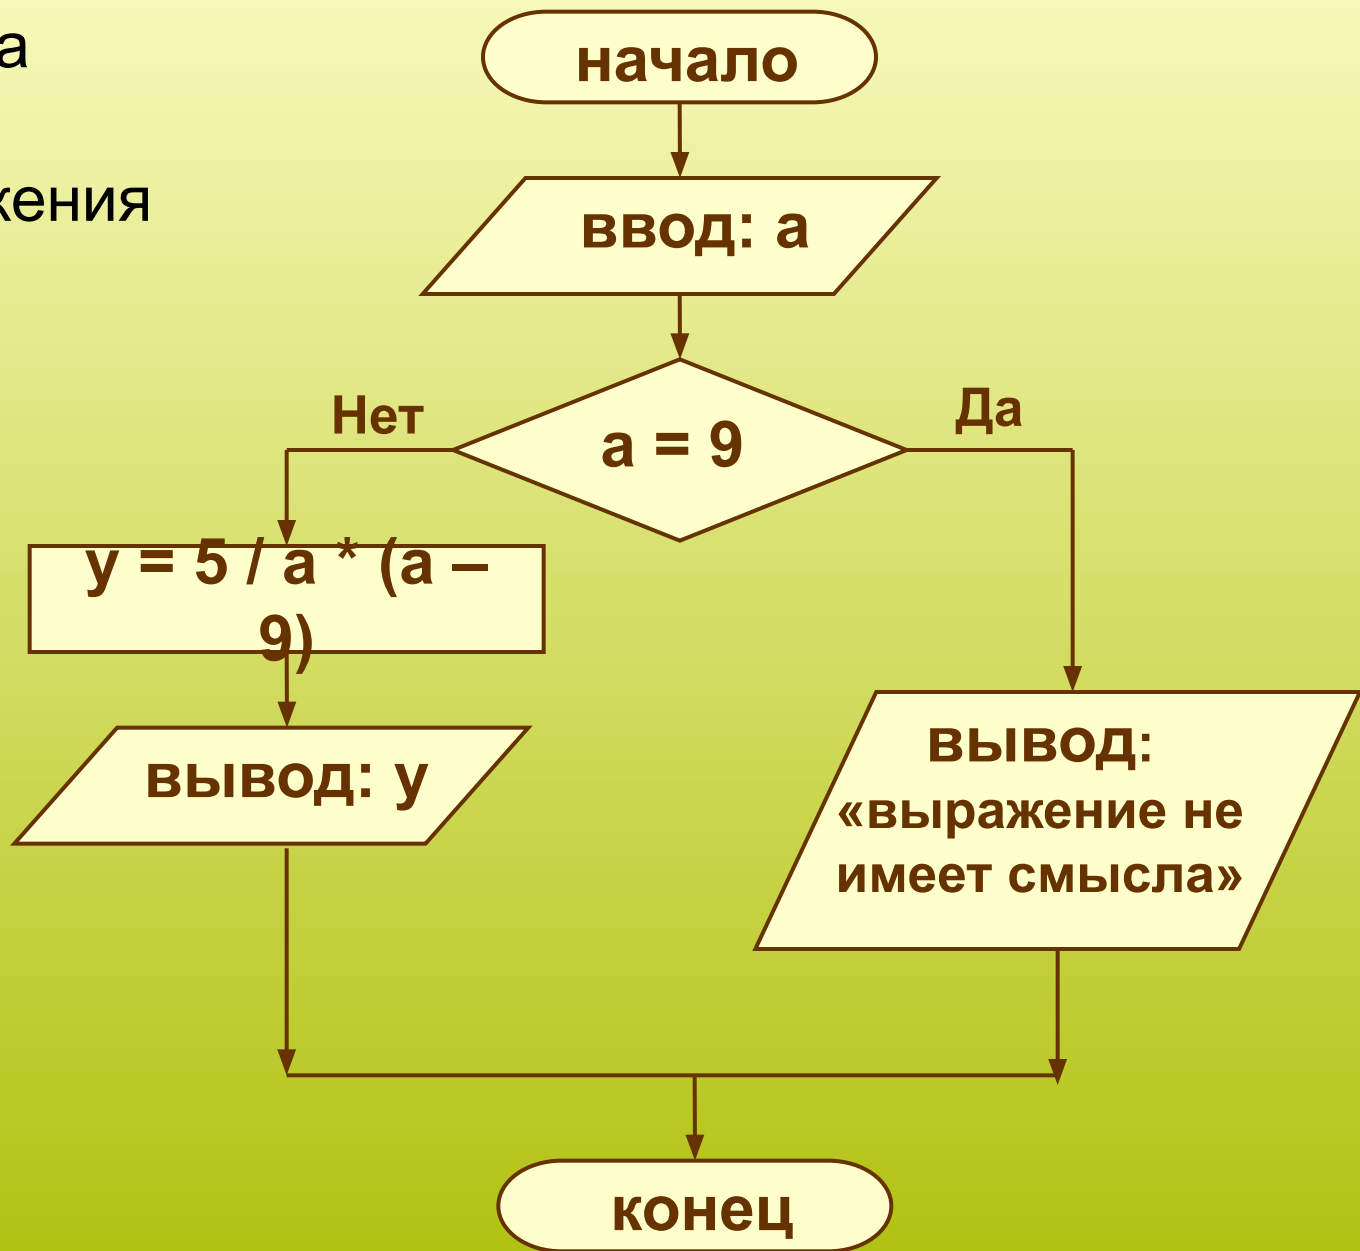 а
жения
начало
ввод: а
Нет
Да
а = 9
у = 5 / а * (а –
9)
вывод: у
вывод:
«выражение не
имеет смысла»
конец